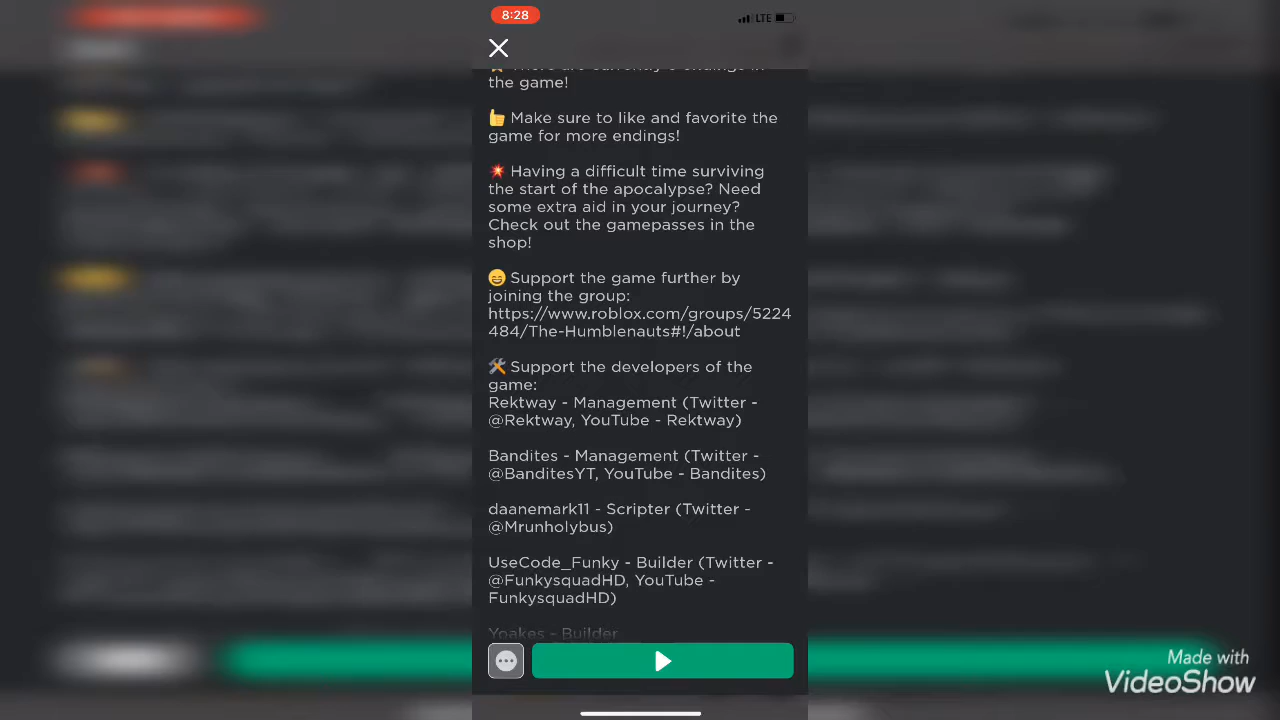 8:28
LTE
the game!
Make sure to like and favorite the
game for more endings!
Having a difficult time surviving
the start of the apocalypse? Need
some extra aid in your journey?
Check out the gamepasses in the
shop!
Support the game further by
joining the group:
https://www.roblox.com/groups/5224
484/The-Humblenauts#!/about
Support the developers of the
game:
Rektway - Management (Twitter -
@Rektway, YouTube - Rektway)
Bandites - Management (Twitter -
@BanditesYT, YouTube - Bandites)
daanemark11 - Scripter (Twitter -
@Mrunholybus)
UseCode_Funky - Builder (Twitter -
@FunkysquadHD, YouTube -
FunkysquadHD)
Yoakes - Builder
Made with
VideoShow